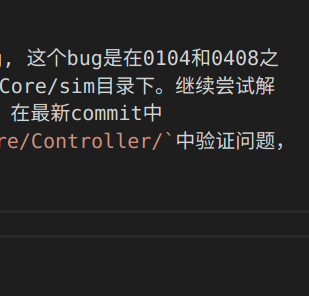 , 这个bug是在0104和0408之
Core/sim目录下。继续尝试解
在最新commit中
re/Controller/`中验证问题，